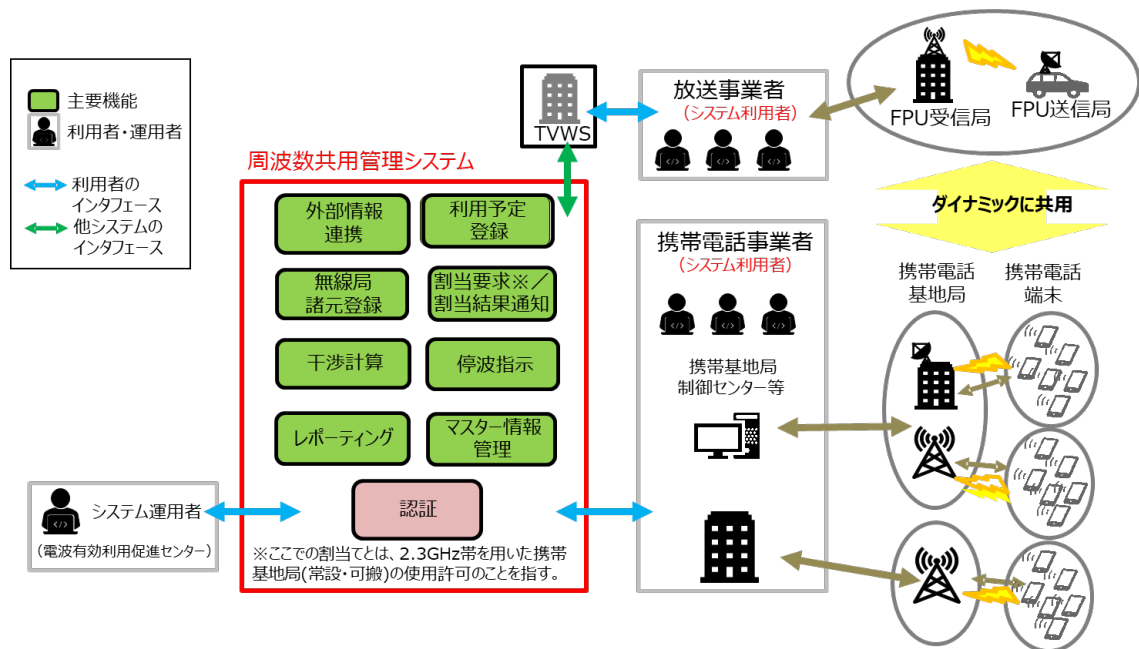 主要機能
利用者・運用者
利用者の
インタフェース
他システムの
インタフェース
TVWS
放送事業者
(システム利用者)
FPU受信局
FPU送信局
ダイナミックに共用
周波数共用管理システム
外部情報
連携
利用予定
登録
無線局
諸元登録
割当要求※／
割当結果通知
干渉計算
停波指示
レポーティング
マスター情報
管理
認証
※ここでの割当てとは、2.3GHz帯を用いた携帯
基地局(常設・可搬)の使用許可のことを指す。
システム運用者
(電波有効利用促進センター)
携帯電話事業者
(システム利用者)
携帯基地局
制御センター等
携帯電話
基地局
携帯電話
端末